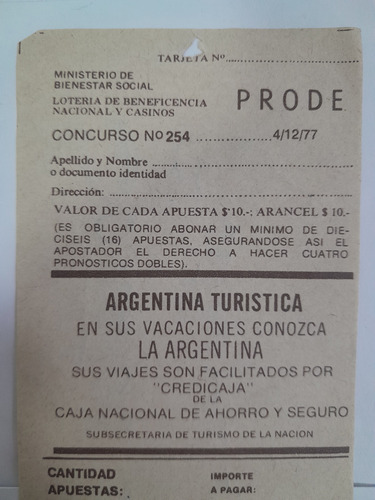 TARJETA Nº
MINISTERIO DE
BIENESTAR SOCIAL
LOTERIA DE BENEFICENCIA
NACIONAL Y CASINOS
PRODE
CONCURSO Nº 254 .................. 4/12/77
Apellido y Nombre
o documento identidad
Dirección:
VALOR DE CADA APUESTA $'10.-: ARANCEL $ 10.-
(ES OBLIGATORIO ABONAR UN MINIMO DE DIE-
CISEIS (16) APUESTAS, ASEGURANDOSE ASI EL
APOSTADOR EL DERECHO A HACER CUATRO
PRONOSTICOS DOBLES).
ARGENTINA TURISTICA
EN SUS VACACIONES CONOZCA
LA ARGENTINA
SUS VIAJES SON FACILITADOS POR
"CREDICAJA"
DE LA
CAJA NACIONAL DE AHORRO Y SEGURO
SUBSECRETARIA DE TURISMO DE LA NACION
CANTIDAD
APUESTAS:
IMPORTE
A PAGAR: